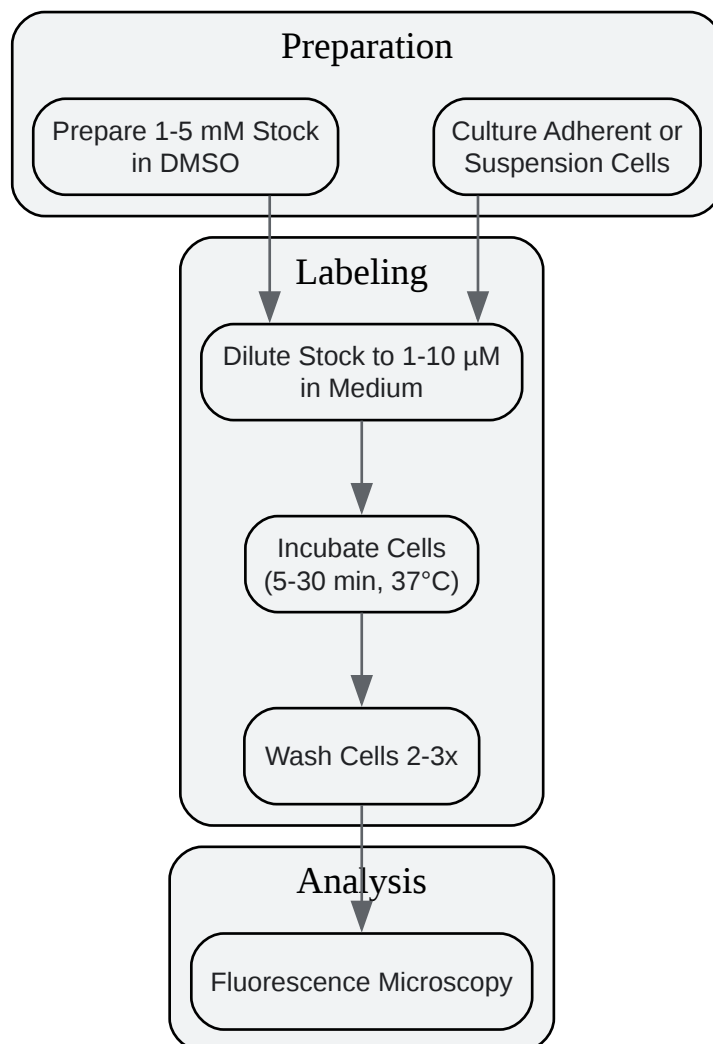 Preparation
Prepare 1-5 mM Stock
in DMSO
Culture Adherent or
Suspension Cells
Labeling
Dilute Stock to 1-10 µM
in Medium
Incubate Cells
(5-30 min, 37°C)
Wash Cells 2-3x
Analysis
Fluorescence Microscopy